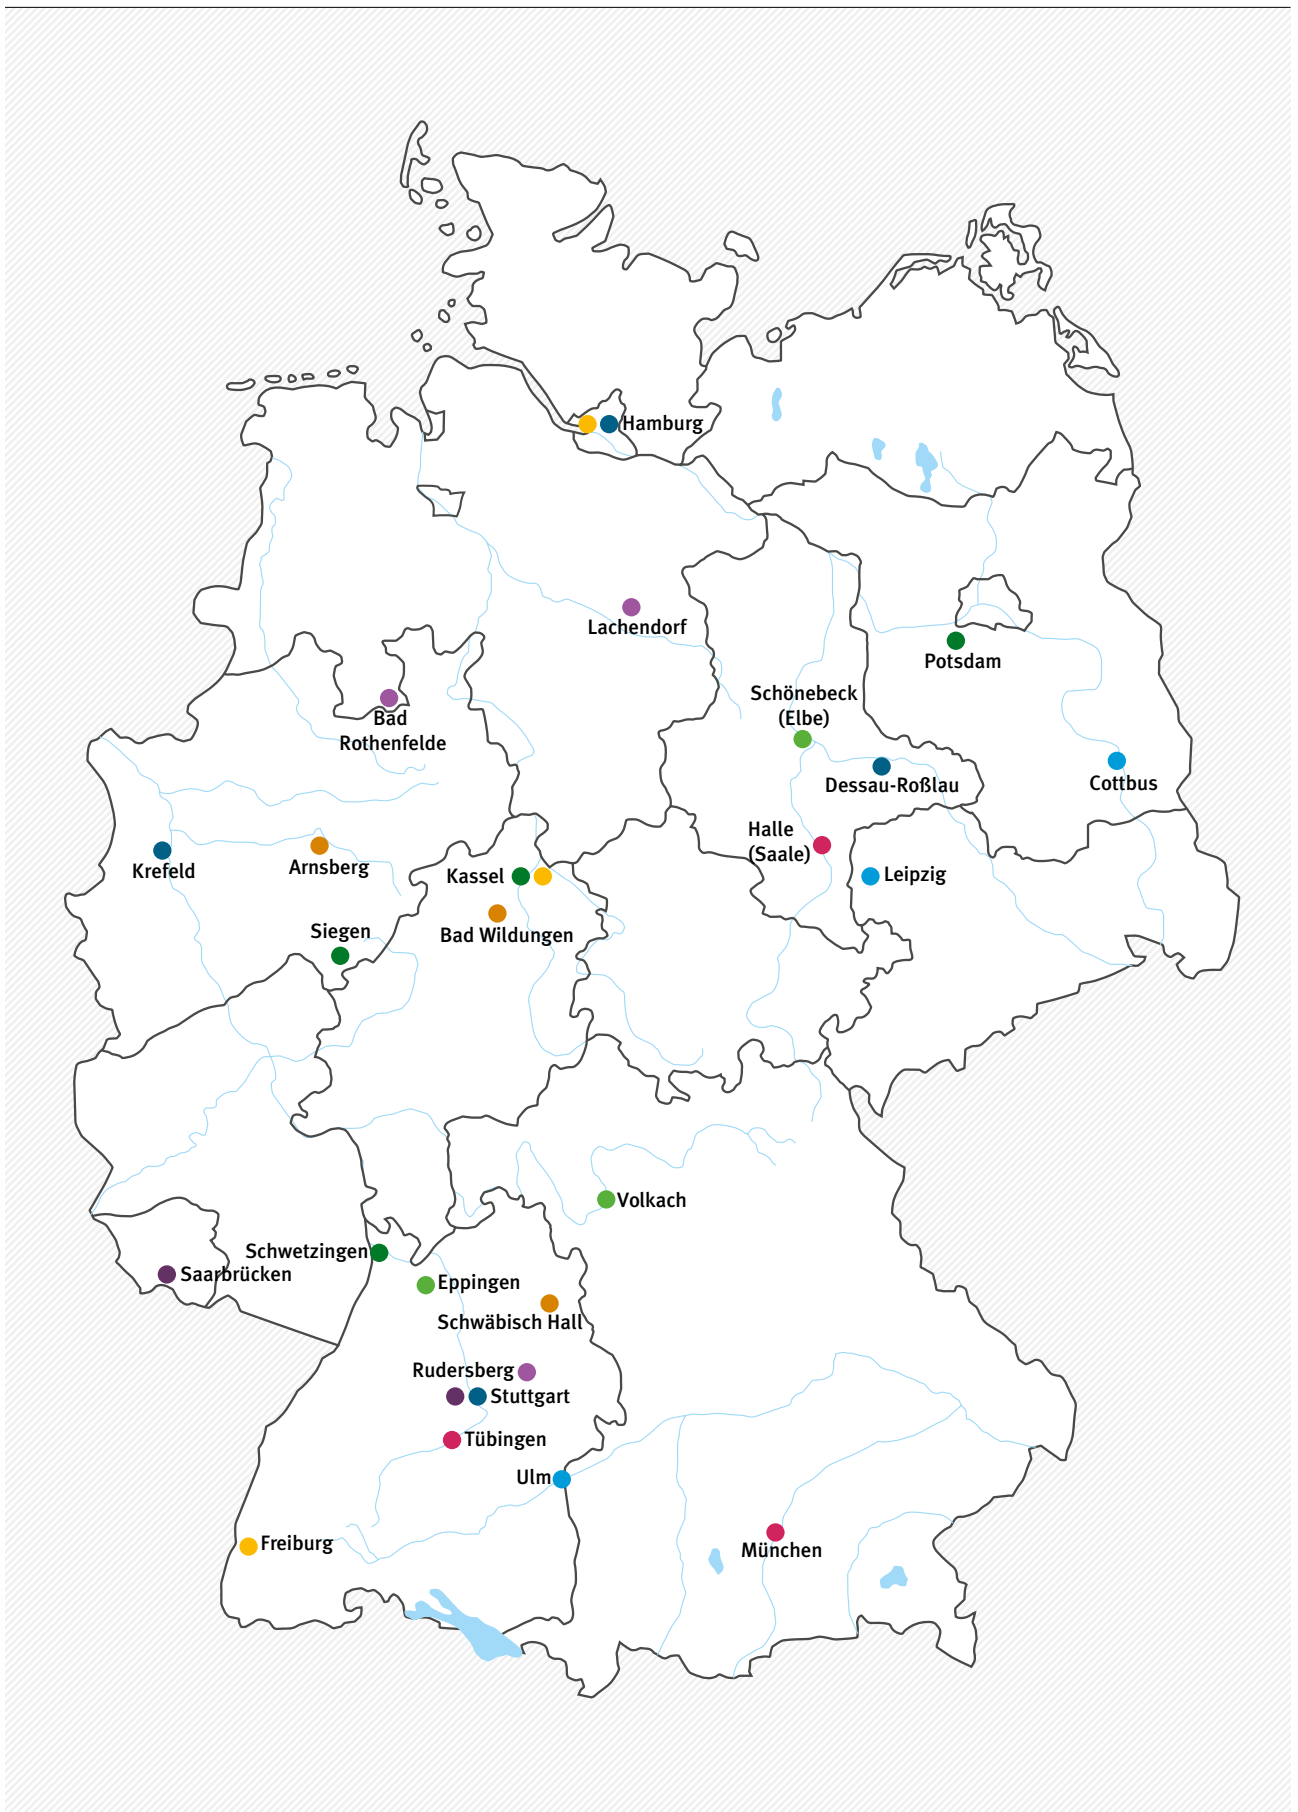 Hamburg
Lachendorf
Potsdam
Schönebeck
(Elbe)
Bad
Rothenfelde
Cottbus
Dessau-Roßlau
Halle
(Saale)
Krefeld
Arnsberg
Kassel
Leipzig
Siegen
Bad Wildungen
Volkach
Schwetzingen
Saarbrücken
Eppingen
Schwäbisch Hall
Rudersberg
Stuttgart
Tübingen
Ulm
Freiburg
München